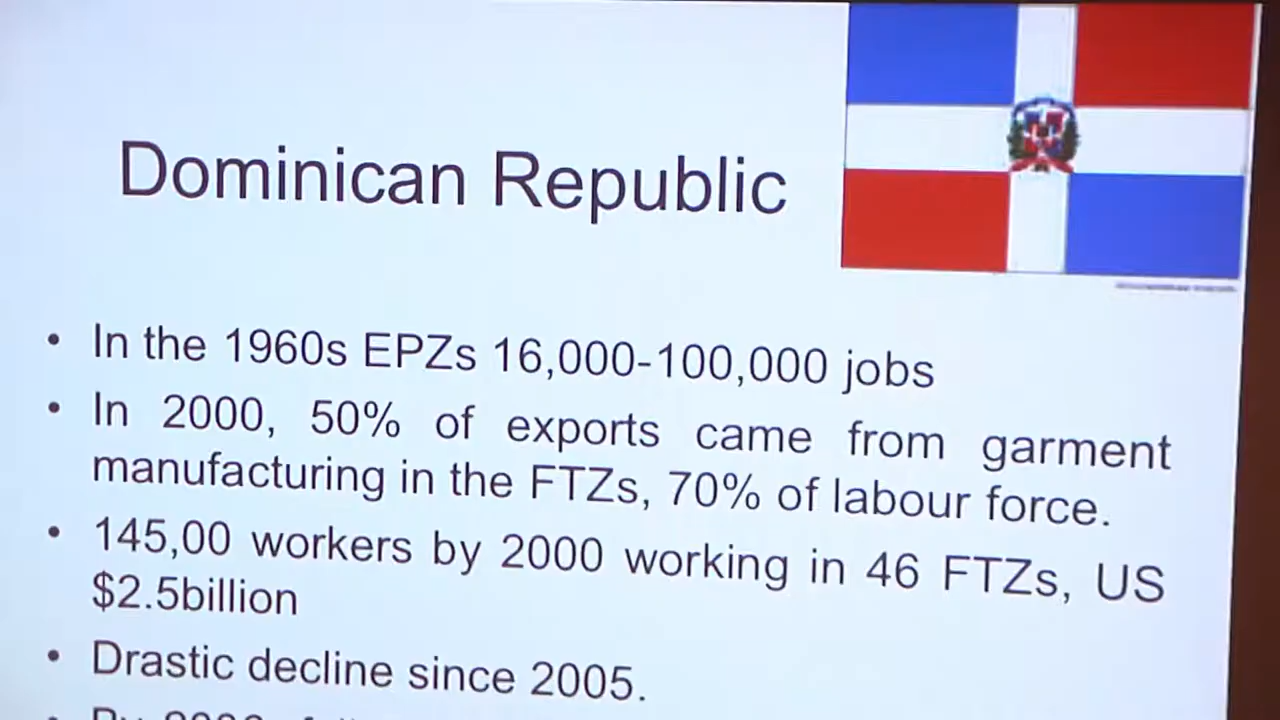 Dominican Republic
• In the 1960s EPZs 16,000-100,000 jobs
• In 2000, 50% of exports came from garment
manufacturing in the FTZs, 70% of labour force.
• 145,00 workers by 2000 working in 46 FTZs, US
$2.5billion
• Drastic decline since 2005.